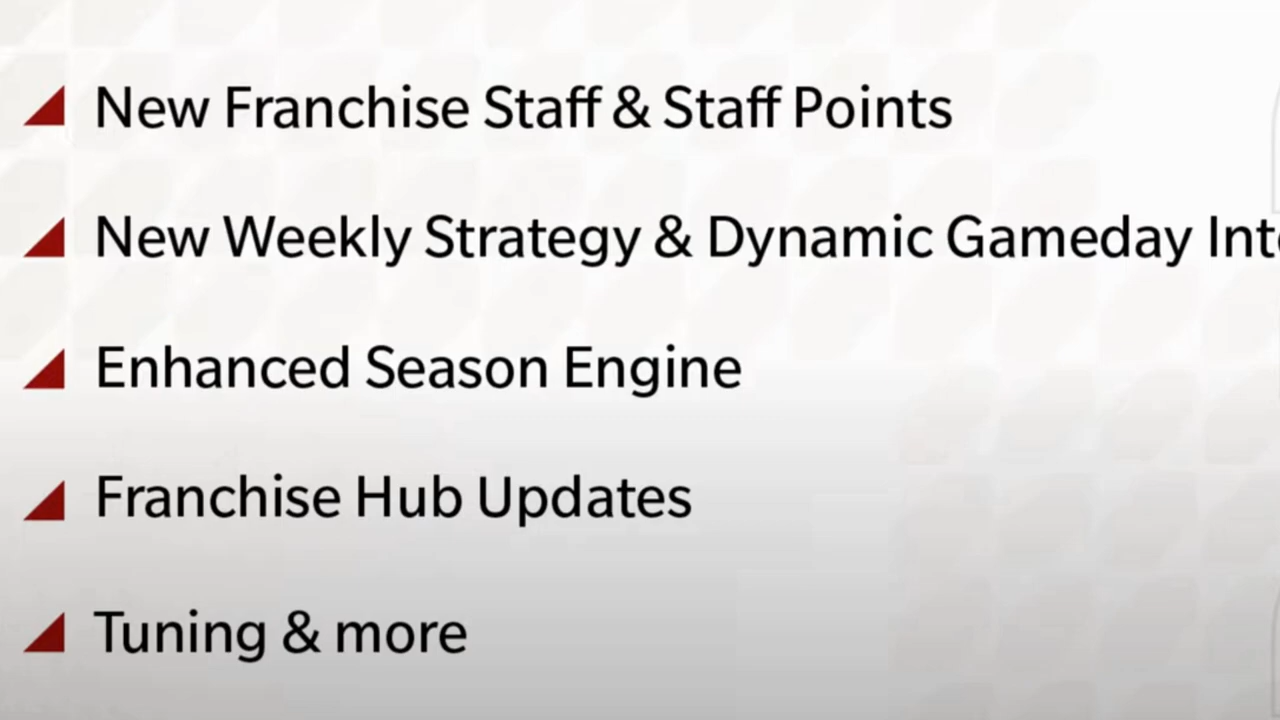 New Franchise Staff & Staff Points
New Weekly Strategy & Dynamic Gameday
Enhanced Season Engine
Franchise Hub Updates
Tuning & more